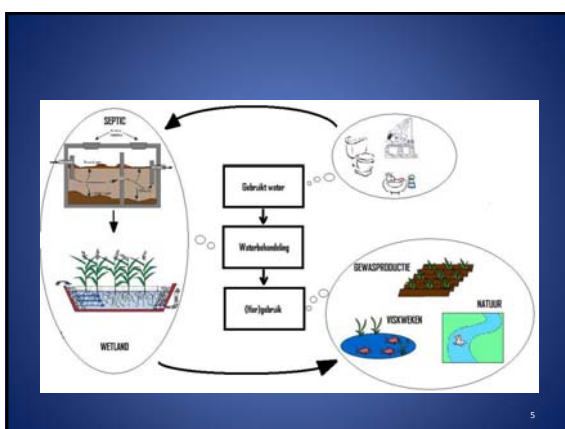 SEPTIC
Gebruikt water
Waterbehandeling
(Her)gebruik
WETLAND
GEWASPRODUCTIE
VISKWEKEN
NATUUR
5